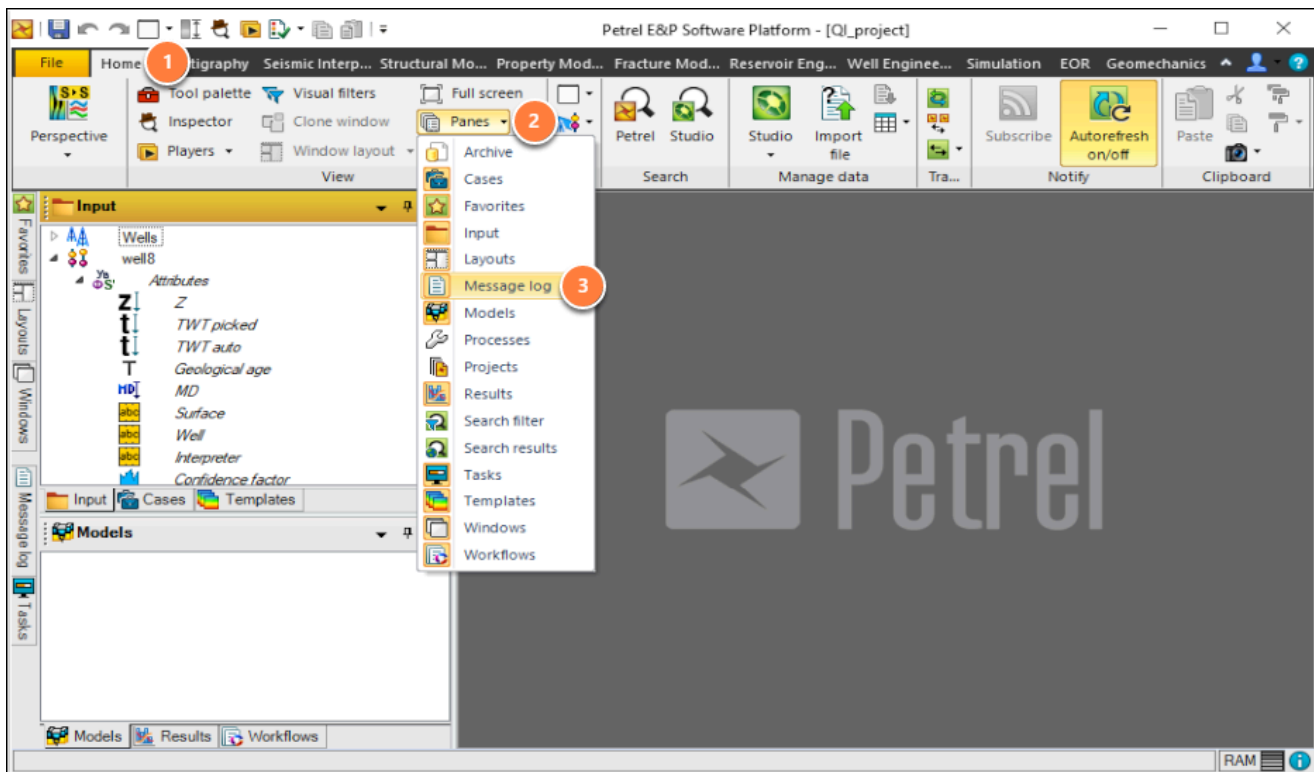 Petrel E&P Software Platform - [QI_project]
File Home 1 tigraphy Seismic Interp... Structural Mo... Property Mod... Fracture Mod... Reservoir Eng... Well Enginee... Simulation EOR Geomechanics
S▸S
Perspective
Tool palette Visual filters Full screen
Inspector Clone window Panes 2
Players Window layout
View
Petrel Studio
Search
Studio Import file
Manage data
Tra...
Subscribe Autorefresh on/off
Notify
Paste
Clipboard
Favorites
Layouts
Windows
Message log
Tasks
Input
Wells
well8
Attributes
Z Z
t TWT picked
t TWT auto
T Geological age
MD MD
abc Surface
abc Well
abc Interpreter
Confidence factor
Input Cases Templates
Models
Models Results Workflows
Archive
Cases
Favorites
Input
Layouts
Message log 3
Models
Processes
Projects
Results
Search filter
Search results
Tasks
Templates
Windows
Workflows
Petrel
RAM